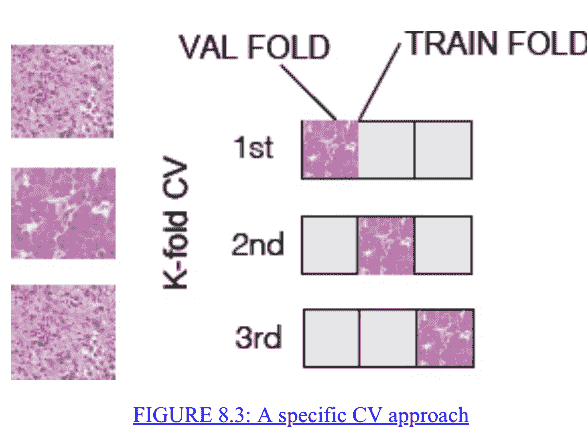 VAL FOLD
TRAIN FOLD
K-fold CV
1st
2nd
3rd
FIGURE 8.3: A specific CV approach